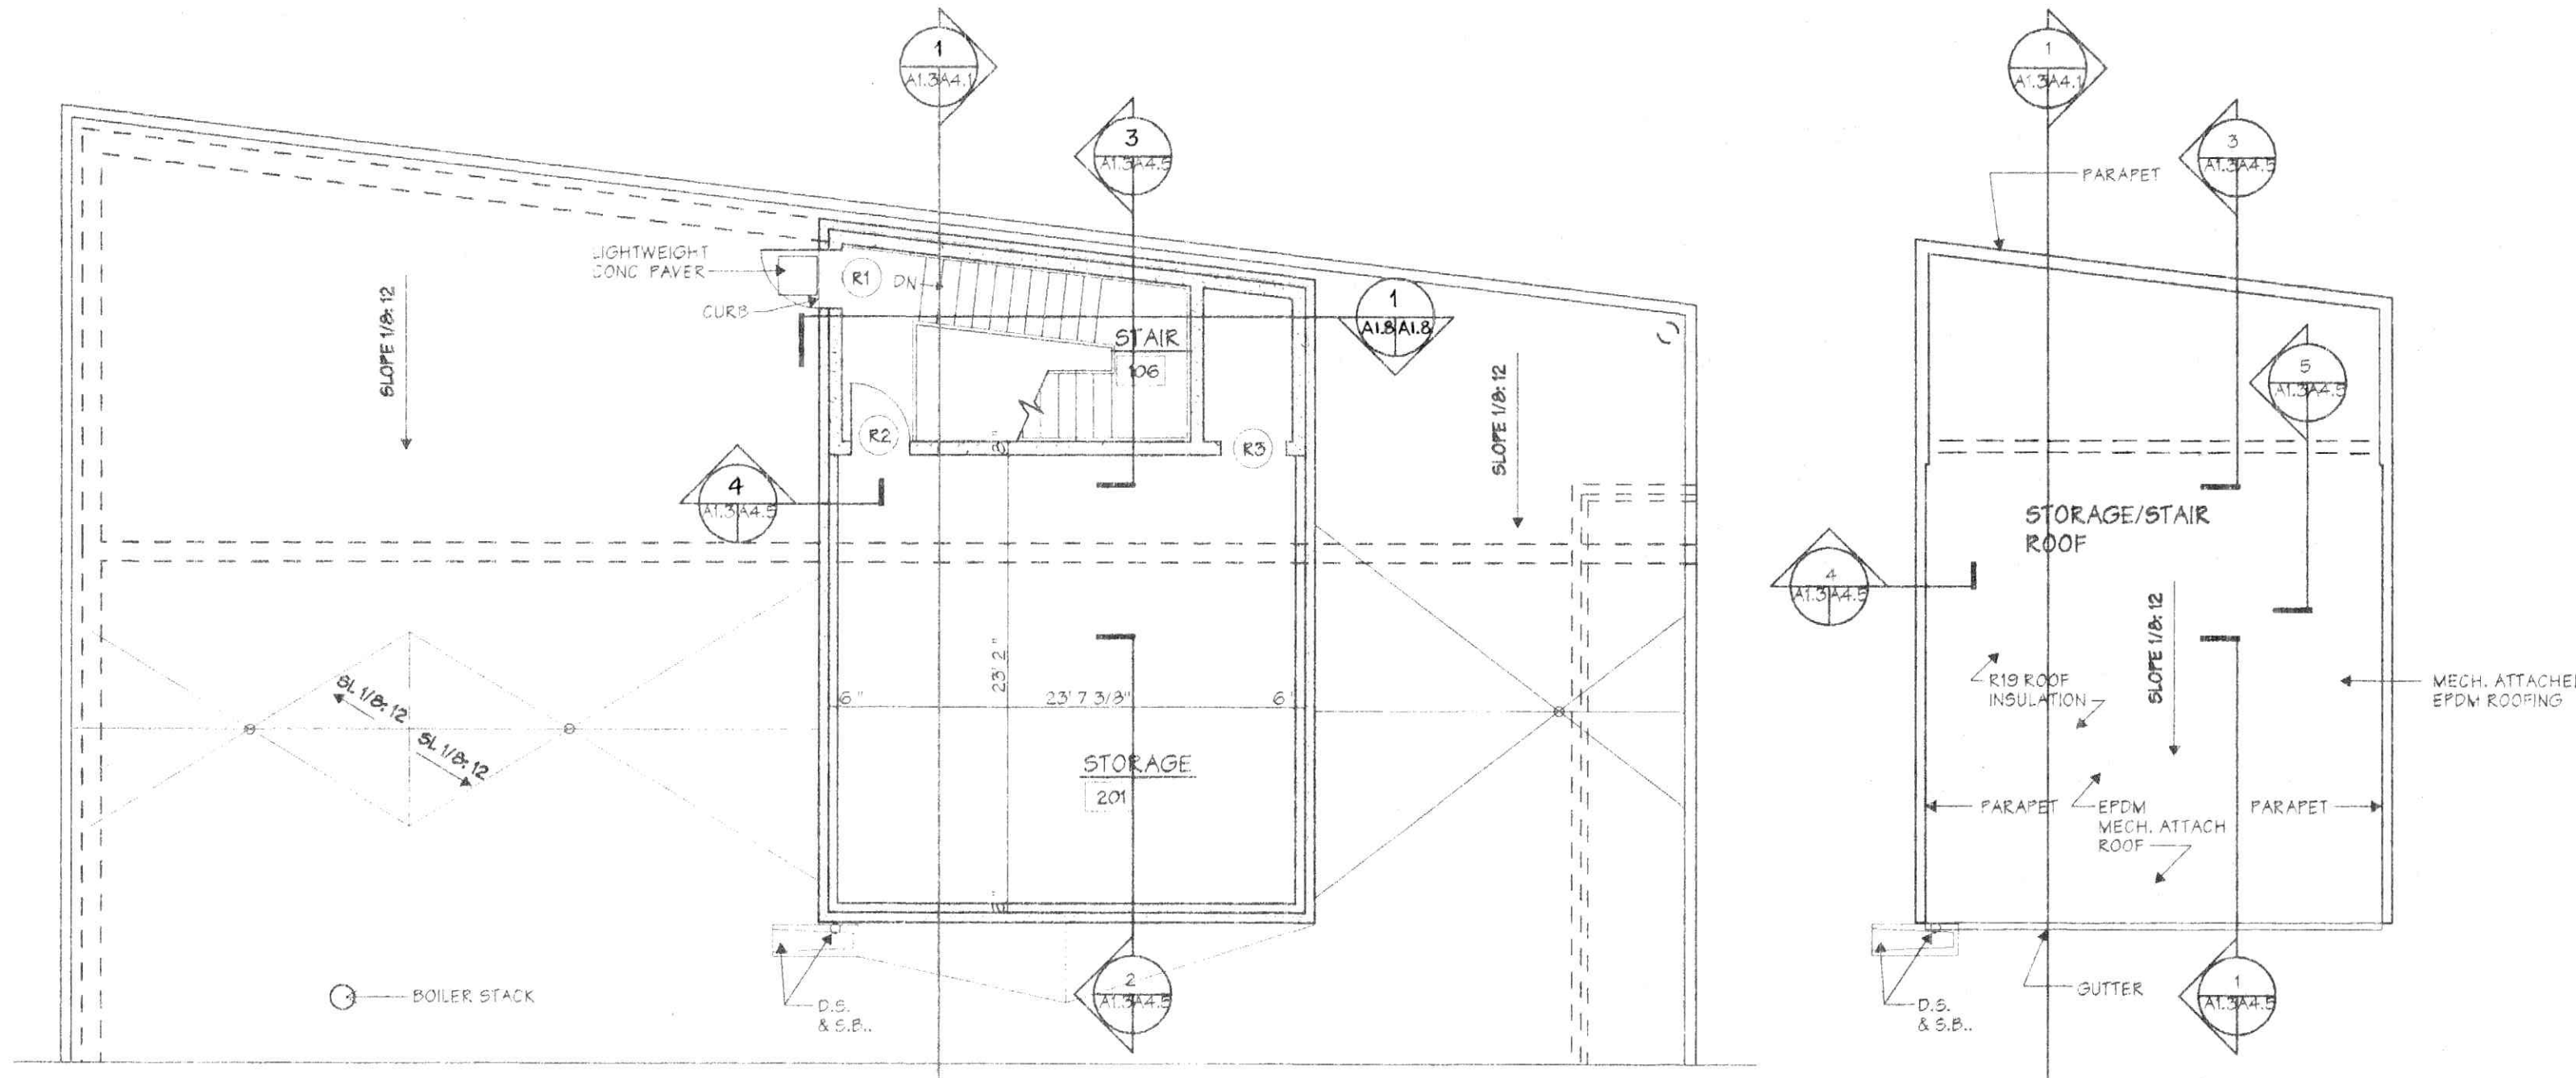 1
A1.3 A4.1
3
A1.3 A4.5
LIGHTWEIGHT
CONC PAVER
CURB
R1
DN
SLOPE 1/8: 12
STAIR
106
1
A1.8 A1.8
SLOPE 1/8: 12
R2
R3
8"
4
A1.3 A4.5
23' 2"
6"
23' 7 3/8"
6"
SL 1/8: 12
SL 1/8: 12
STORAGE
201
6"
BOILER STACK
D.S.
& S.B..
2
A1.3 A4.5
1
A1.3 A4.1
3
A1.3 A4.5
PARAPET
5
A1.3 A4.5
STORAGE/STAIR
ROOF
4
A1.3 A4.5
SLOPE 1/8: 12
R19 ROOF
INSULATION
MECH. ATTACHED
EPDM ROOFING
PARAPET
EPDM
MECH. ATTACH
ROOF
PARAPET
GUTTER
D.S.
& S.B..
1
A1.3 A4.5